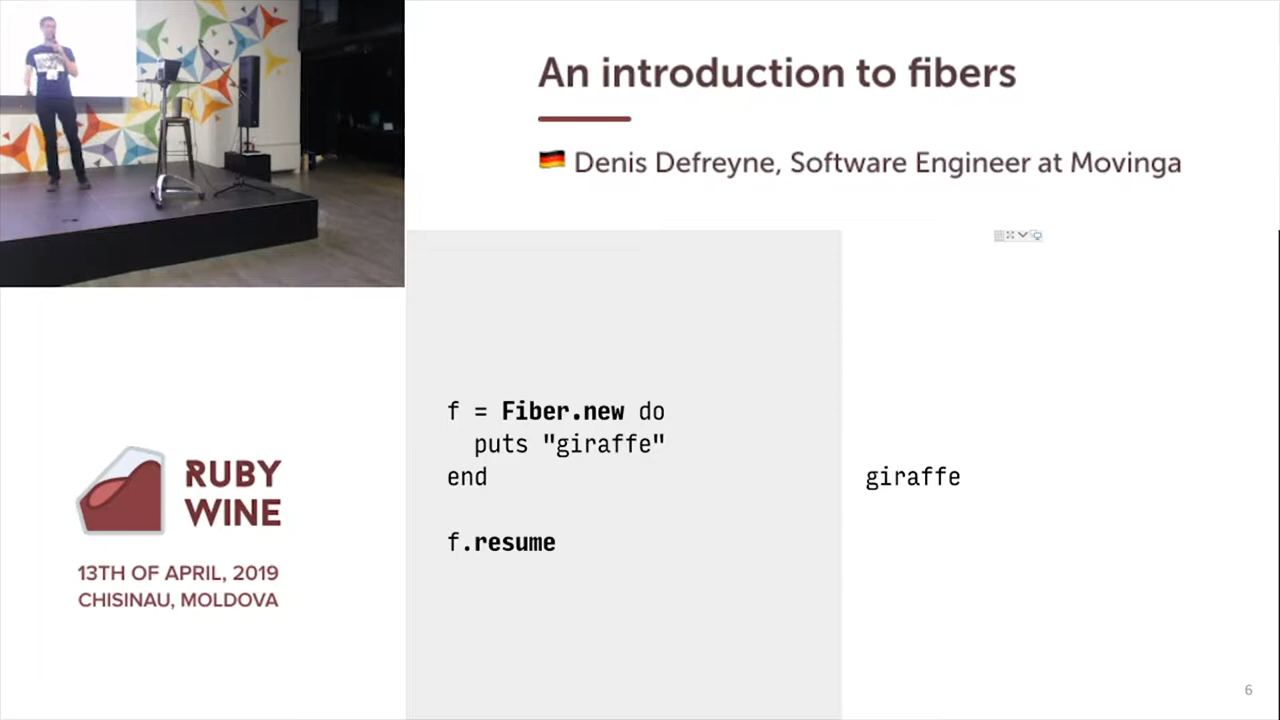 An introduction to fibers
🇩🇪 Denis Defreyne, Software Engineer at Movinga
f = Fiber.new do
  puts "giraffe"
end
f.resume
giraffe
RUBY
WINE
13TH OF APRIL, 2019
CHISINAU, MOLDOVA
6